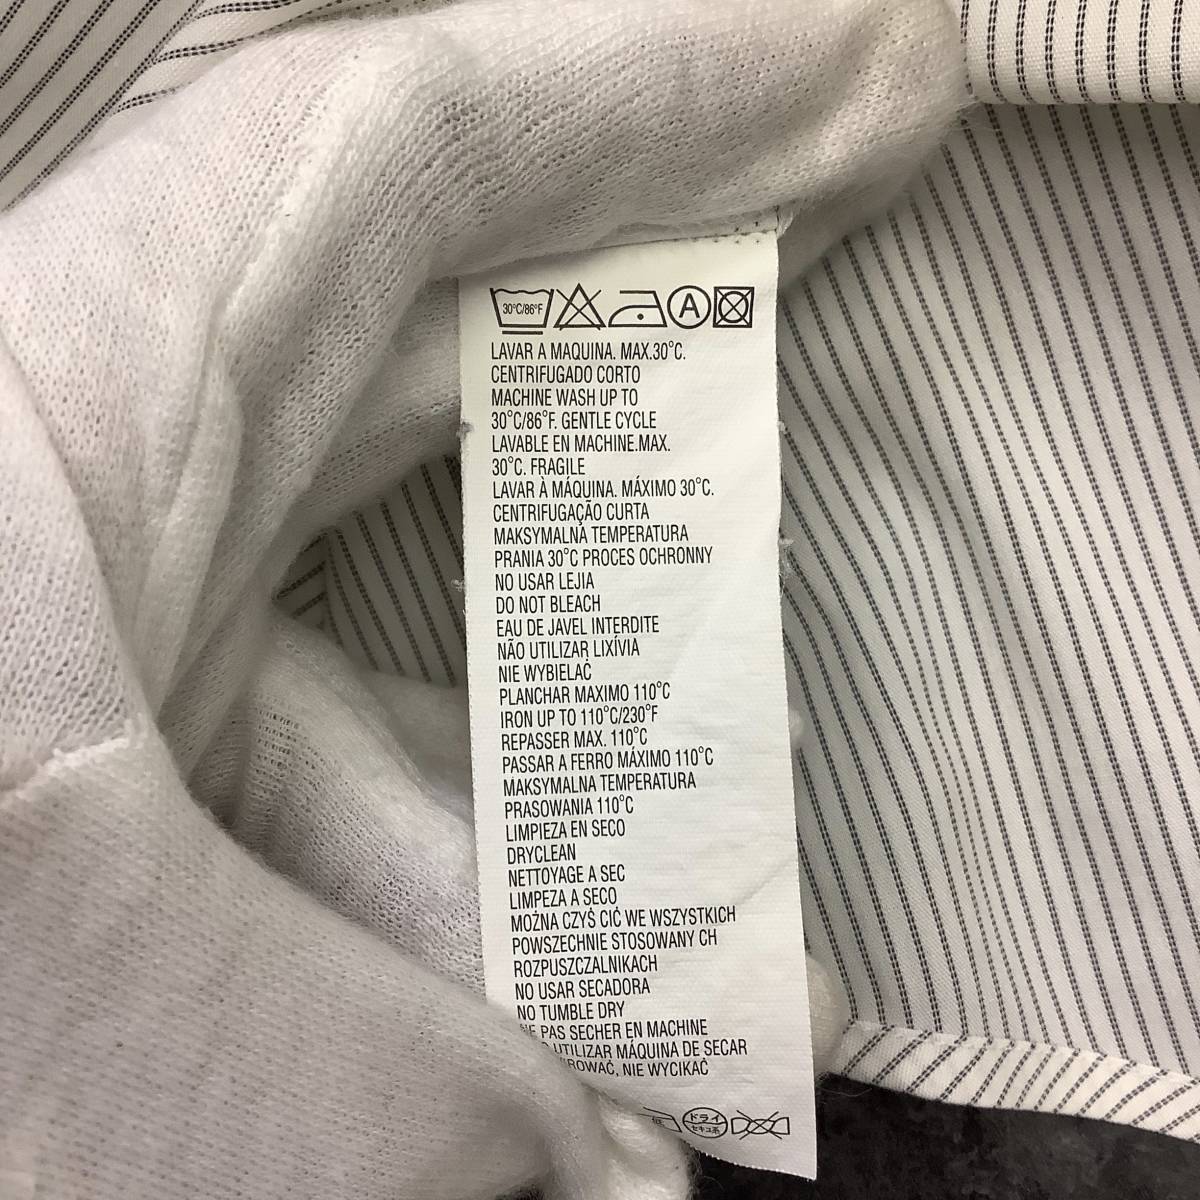 30°C/86°F A
LAVAR A MAQUINA. MAX.30°C.
CENTRIFUGADO CORTO
MACHINE WASH UP TO
30°C/86°F. GENTLE CYCLE
LAVABLE EN MACHINE.MAX.
30°C. FRAGILE
LAVAR À MÁQUINA. MÁXIMO 30°C.
CENTRIFUGAÇÃO CURTA
MAKSYMALNA TEMPERATURA
PRANIA 30°C PROCES OCHRONNY
NO USAR LEJIA
DO NOT BLEACH
EAU DE JAVEL INTERDITE
NÃO UTILIZAR LIXÍVIA
NIE WYBIELAĆ
PLANCHAR MAXIMO 110°C
IRON UP TO 110°C/230°F
REPASSER MAX. 110°C
PASSAR A FERRO MÁXIMO 110°C
MAKSYMALNA TEMPERATURA
PRASOWANIA 110°C
LIMPIEZA EN SECO
DRYCLEAN
NETTOYAGE A SEC
LIMPEZA A SECO
MOŻNA CZYŚ CIĆ WE WSZYSTKICH
POWSZECHNIE STOSOWANY CH
ROZPUSZCZALNIKACH
NO USAR SECADORA
NO TUMBLE DRY
PAS SECHER EN MACHINE
UTILIZAR MÁQUINA DE SECAR
NIE WYCIKAĆ
低 ドライ
セキユ系